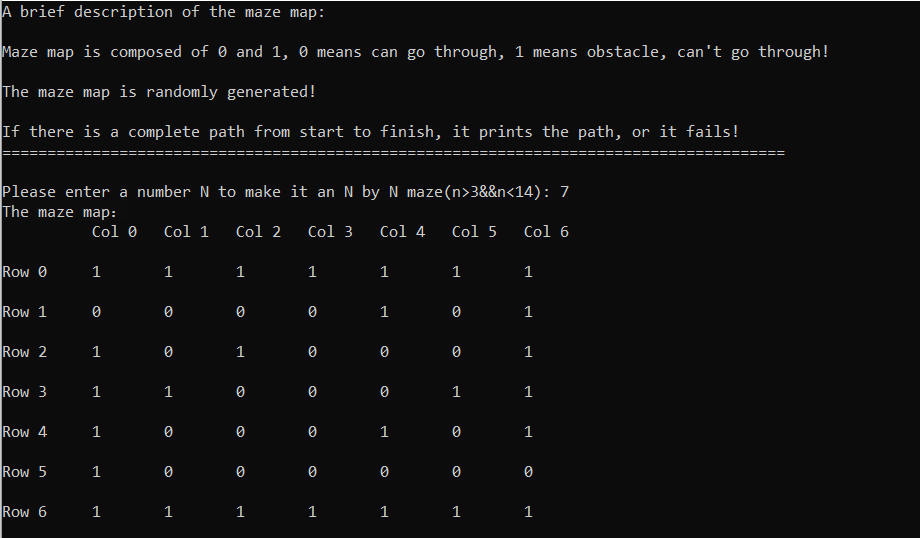 A brief description of the maze map:
Maze map is composed of 0 and 1, 0 means can go through, 1 means obstacle, can't go through!
The maze map is randomly generated!
If there is a complete path from start to finish, it prints the path, or it fails!
=======================================================================================
Please enter a number N to make it an N by N maze(n>3&&n<14): 7
The maze map:
Col 0 Col 1 Col 2 Col 3 Col 4 Col 5 Col 6
Row 0 1 1 1 1 1 1 1
Row 1 0 0 0 0 1 0 1
Row 2 1 0 1 0 0 0 1
Row 3 1 1 0 0 0 1 1
Row 4 1 0 0 0 1 0 1
Row 5 1 0 0 0 0 0 0
Row 6 1 1 1 1 1 1 1